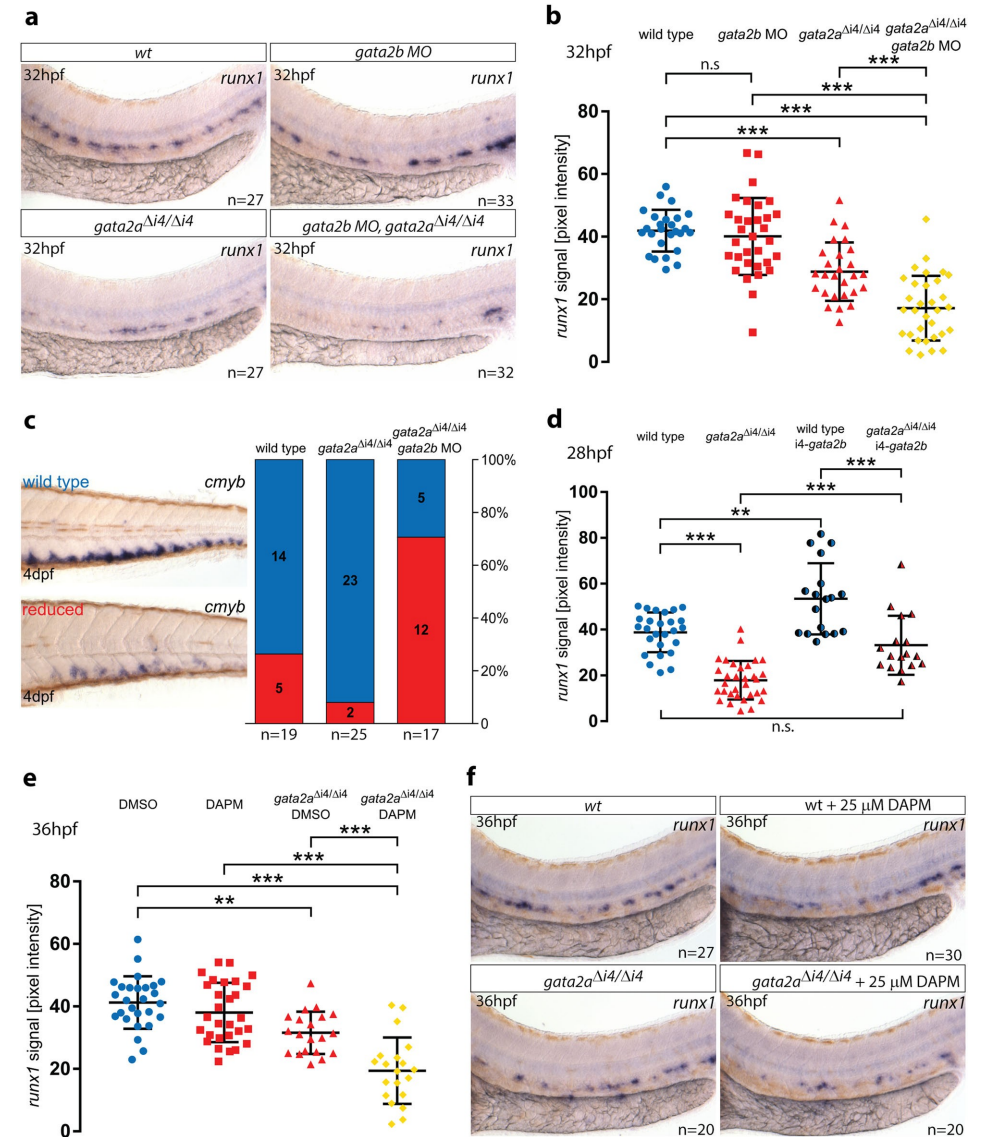 a
wt
gata2b MO
32hpf
runx1
n=27
32hpf
runx1
n=33
gata2aΔi4/Δi4
gata2b MO, gata2aΔi4/Δi4
32hpf
runx1
n=27
32hpf
runx1
n=32
b
32hpf
wild type
gata2b MO
gata2aΔi4/Δi4
gata2aΔi4/Δi4
gata2b MO
***
n.s
***
***
***
runx1 signal [pixel intensity]
80
60
40
20
0
c
wild type
cmyb
4dpf
reduced
cmyb
4dpf
wild type
gata2aΔi4/Δi4
gata2aΔi4/Δi4
gata2b MO
14
5
23
2
5
12
100%
80%
60%
40%
20%
0
n=19
n=25
n=17
d
28hpf
wild type
gata2aΔi4/Δi4
wild type
i4-gata2b
gata2aΔi4/Δi4
i4-gata2b
***
***
**
***
runx1 signal [pixel intensity]
100
80
60
40
20
0
n.s.
e
36hpf
DMSO
DAPM
gata2aΔi4/Δi4
DMSO
gata2aΔi4/Δi4
DAPM
***
***
***
**
runx1 signal [pixel intensity]
80
60
40
20
0
f
wt
wt + 25 µM DAPM
36hpf
runx1
n=27
36hpf
runx1
n=30
gata2aΔi4/Δi4
gata2aΔi4/Δi4 + 25 µM DAPM
36hpf
runx1
n=20
36hpf
runx1
n=20